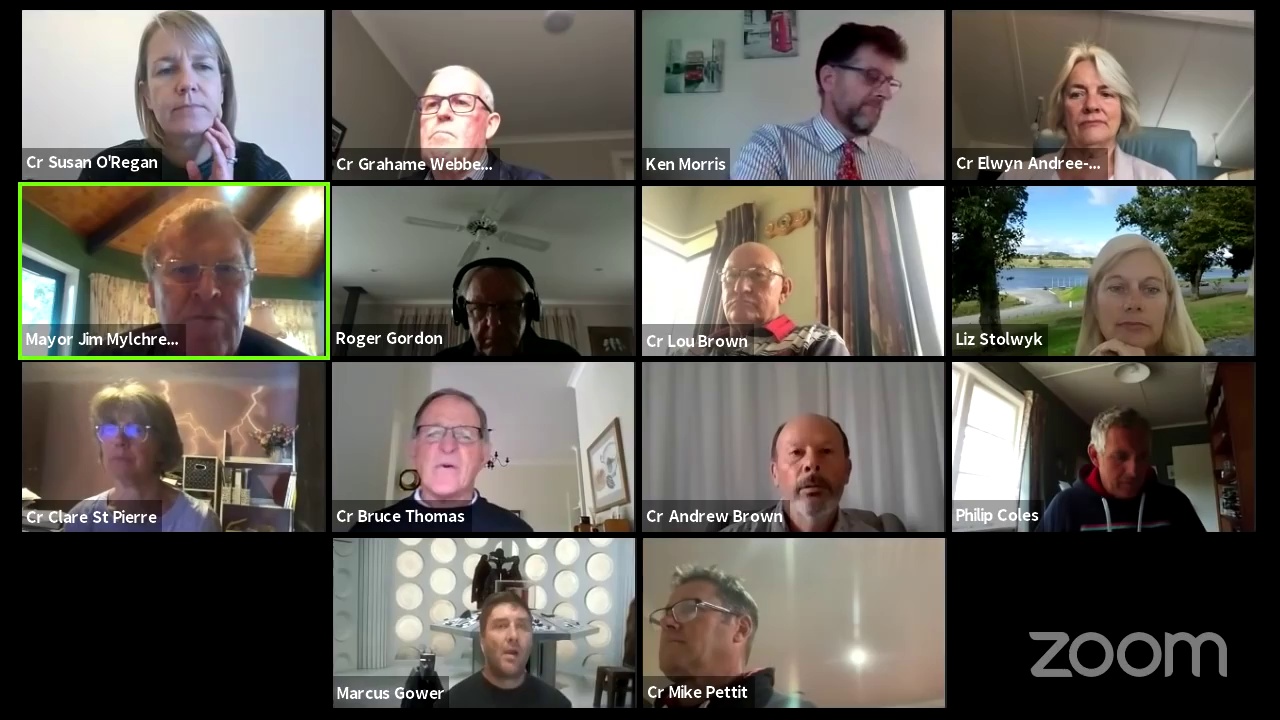 Cr Susan O'Regan
Cr Grahame Webbe...
Ken Morris
Cr Elwyn Andree-...
Mayor Jim Mylchre...
Roger Gordon
Cr Lou Brown
Liz Stolwyk
Cr Clare St Pierre
Cr Bruce Thomas
Cr Andrew Brown
Philip Coles
Marcus Gower
Cr Mike Pettit
zoom